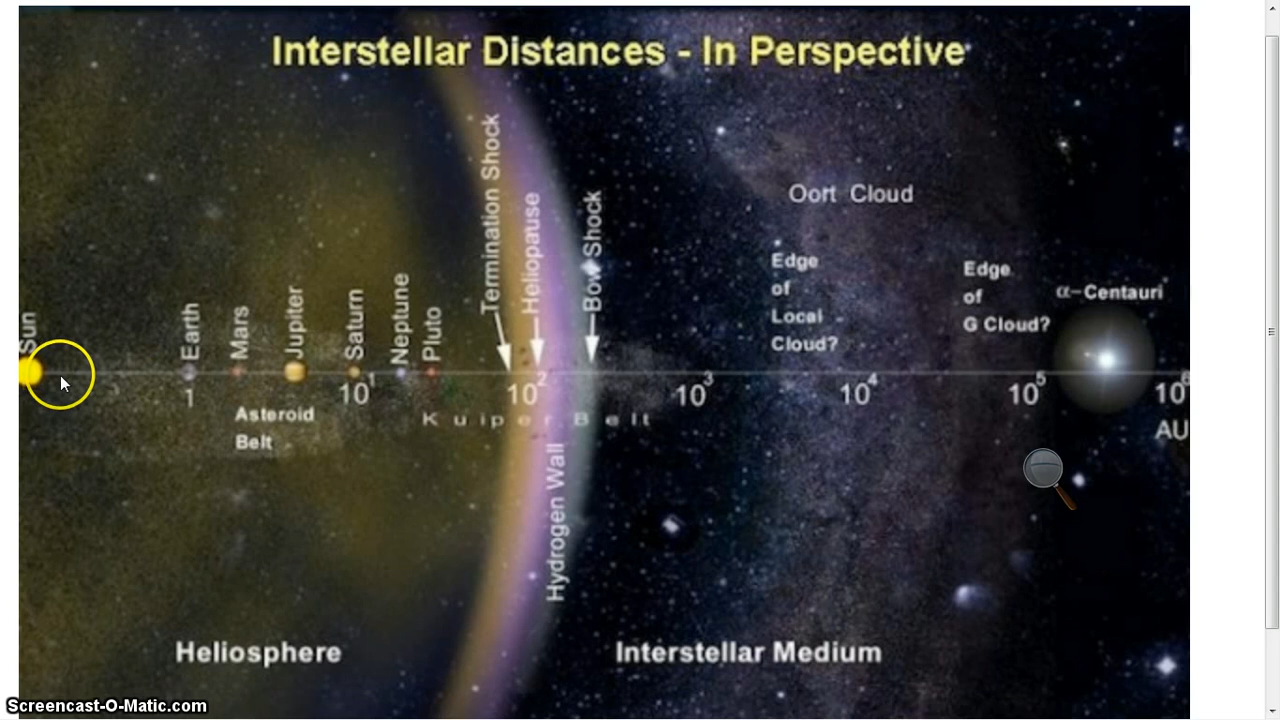 Interstellar Distances - In Perspective
Termination Shock
Heliopause
Bow Shock
Oort Cloud
Edge
of
Local
Cloud?
Edge
of
G Cloud?
α-Centauri
Sun
Earth
Mars
Jupiter
Saturn
Neptune
Pluto
1 10¹ 10² 10³ 10⁴ 10⁵ 10⁶
AU
Asteroid
Belt
Kuiper Belt
Hydrogen Wall
Heliosphere
Interstellar Medium
Screencast-O-Matic.com